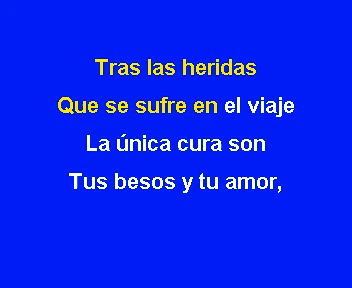 Tras las heridas
Que se sufre en el viaje
La única cura son
Tus besos y tu amor,